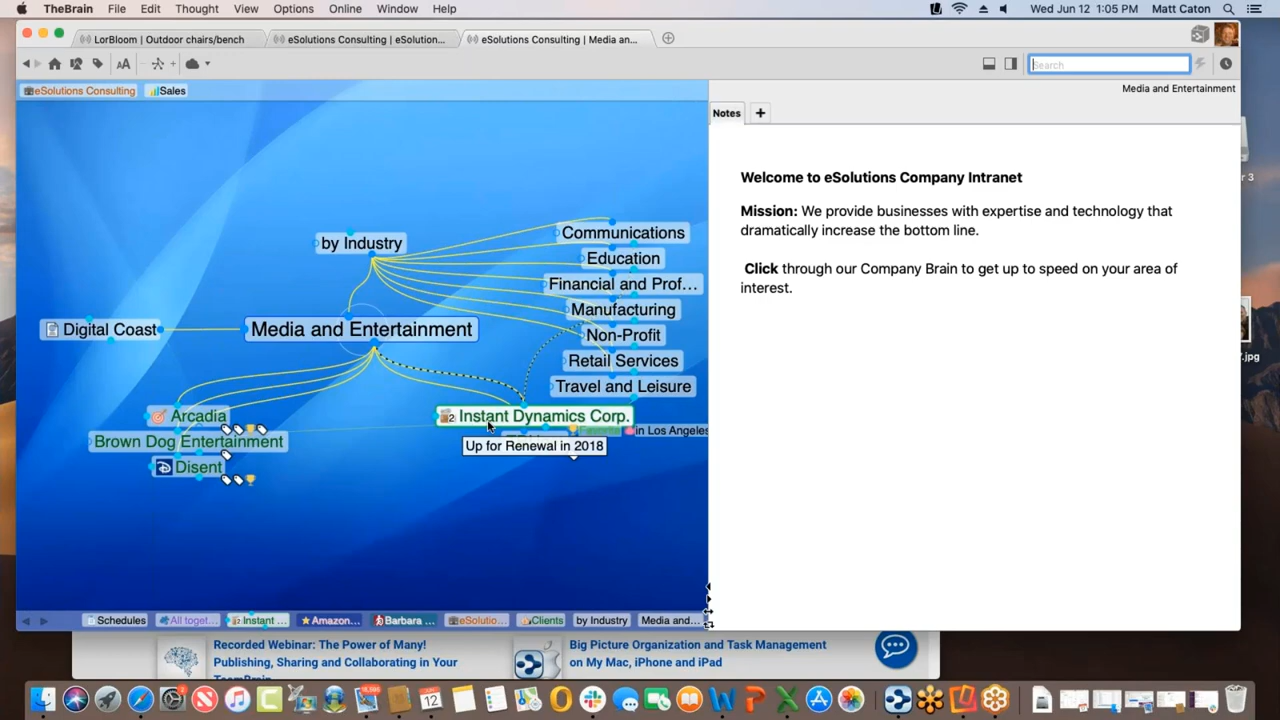 TheBrain File Edit Thought View Options Online Window Help Wed Jun 12 1:05 PM Matt Caton
LorBloom | Outdoor chairs/bench eSolutions Consulting | eSolution... eSolutions Consulting | Media an...
AA Search
eSolutions Consulting Sales
Media and Entertainment
Notes
by Industry
Communications
Education
Financial and Prof...
Manufacturing
Non-Profit
Retail Services
Travel and Leisure
Digital Coast
Media and Entertainment
Arcadia
Brown Dog Entertainment
Disent
Instant Dynamics Corp.
in Los Angeles
Up for Renewal in 2018
Welcome to eSolutions Company Intranet
Mission: We provide businesses with expertise and technology that
dramatically increase the bottom line.
Click through our Company Brain to get up to speed on your area of
interest.
Schedules All toget... Instant ... Amazon... Barbara ... eSolutio... Clients by Industry Media and...
Recorded Webinar: The Power of Many!
Publishing, Sharing and Collaborating in Your
Big Picture Organization and Task Management
on My Mac, iPhone and iPad
r 3
.jpg